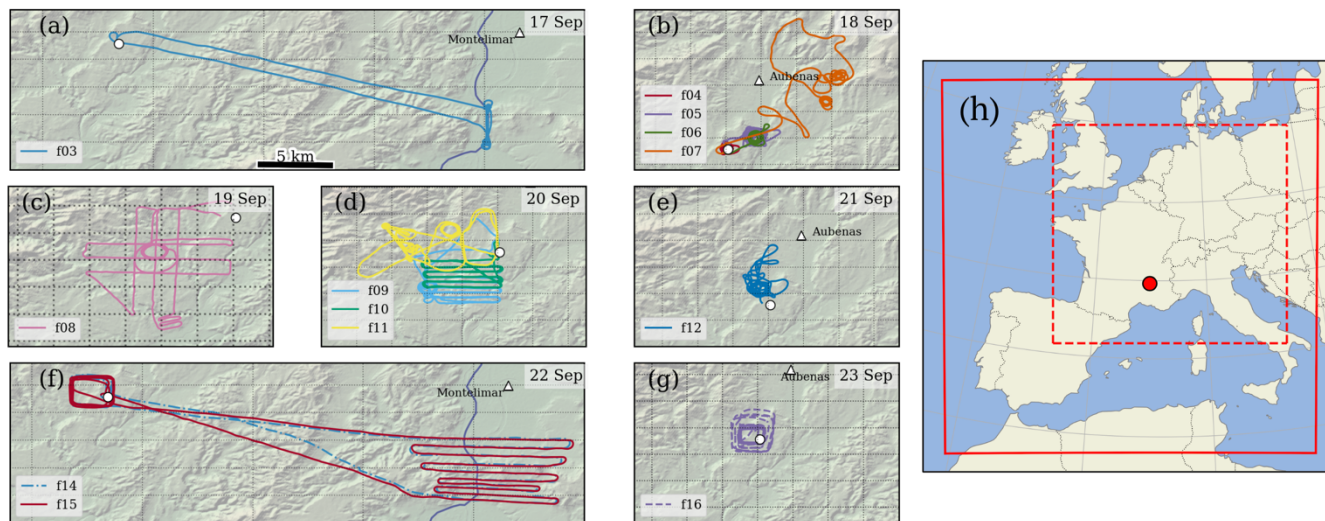 (a)
17 Sep
Montelimar
f03
5 km
(b)
18 Sep
Aubenas
f04
f05
f06
f07
(c)
19 Sep
f08
(d)
20 Sep
f09
f10
f11
(e)
21 Sep
Aubenas
f12
(f)
22 Sep
Montelimar
f14
f15
(g)
23 Sep
Aubenas
f16
(h)